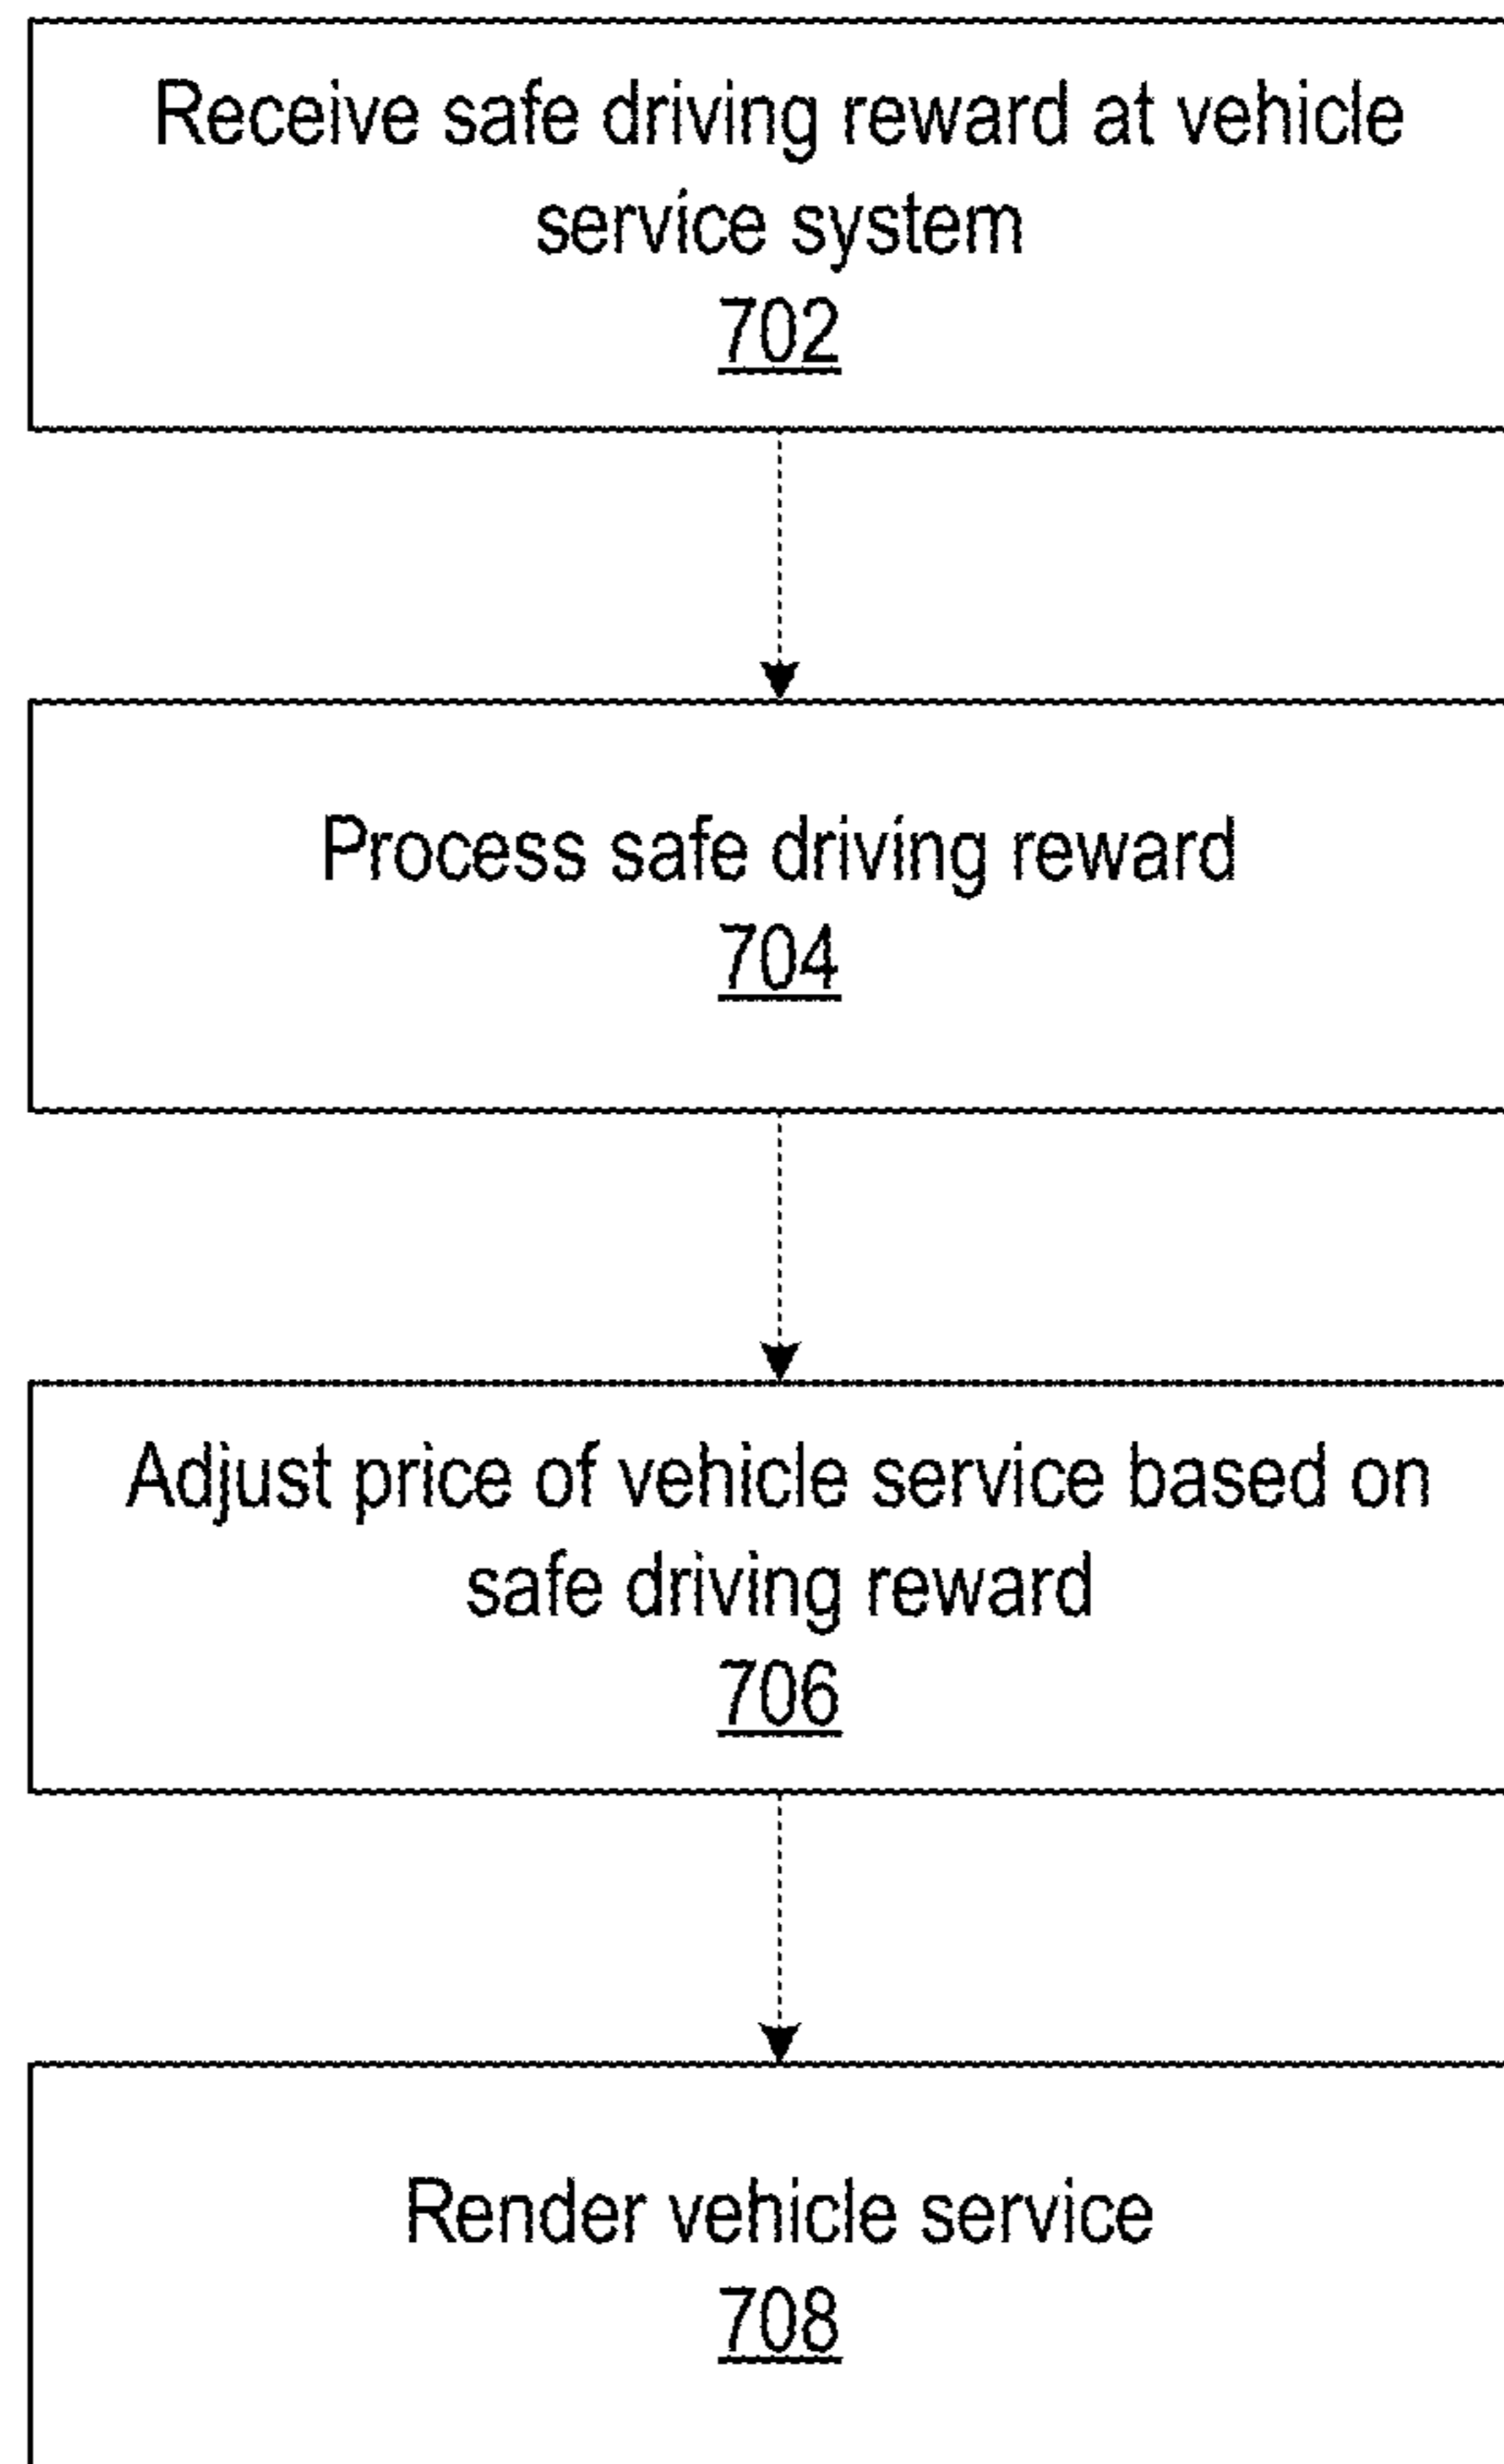 Receive safe driving reward at vehicle
service system
702
Process safe driving reward
704
Adjust price of vehicle service based on
safe driving reward
706
Render vehicle service
708